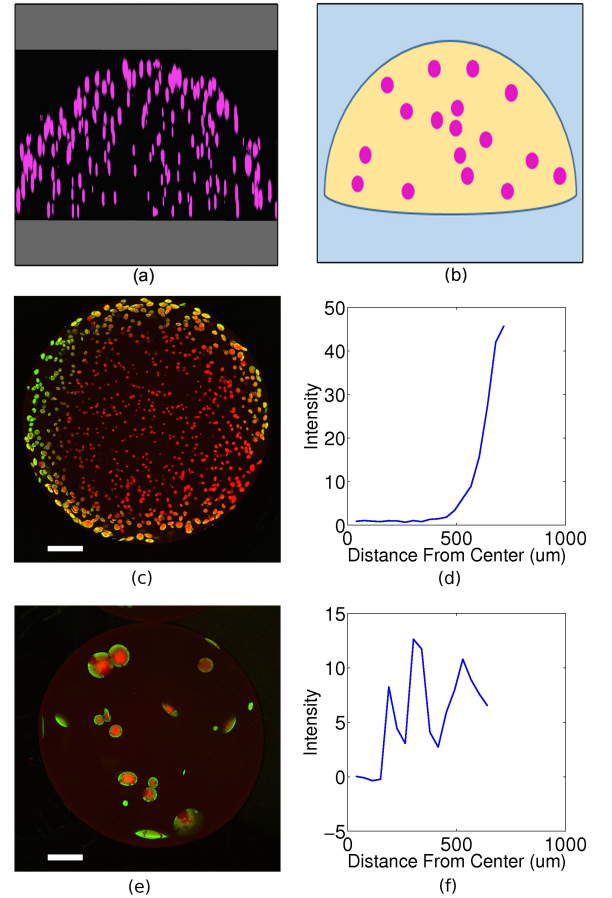 (a)
(b)
50
40
30
20
10
0
Intensity
0
500
1000
Distance From Center (um)
(c)
(d)
15
10
5
0
−5
Intensity
0
500
1000
Distance From Center (um)
(e)
(f)